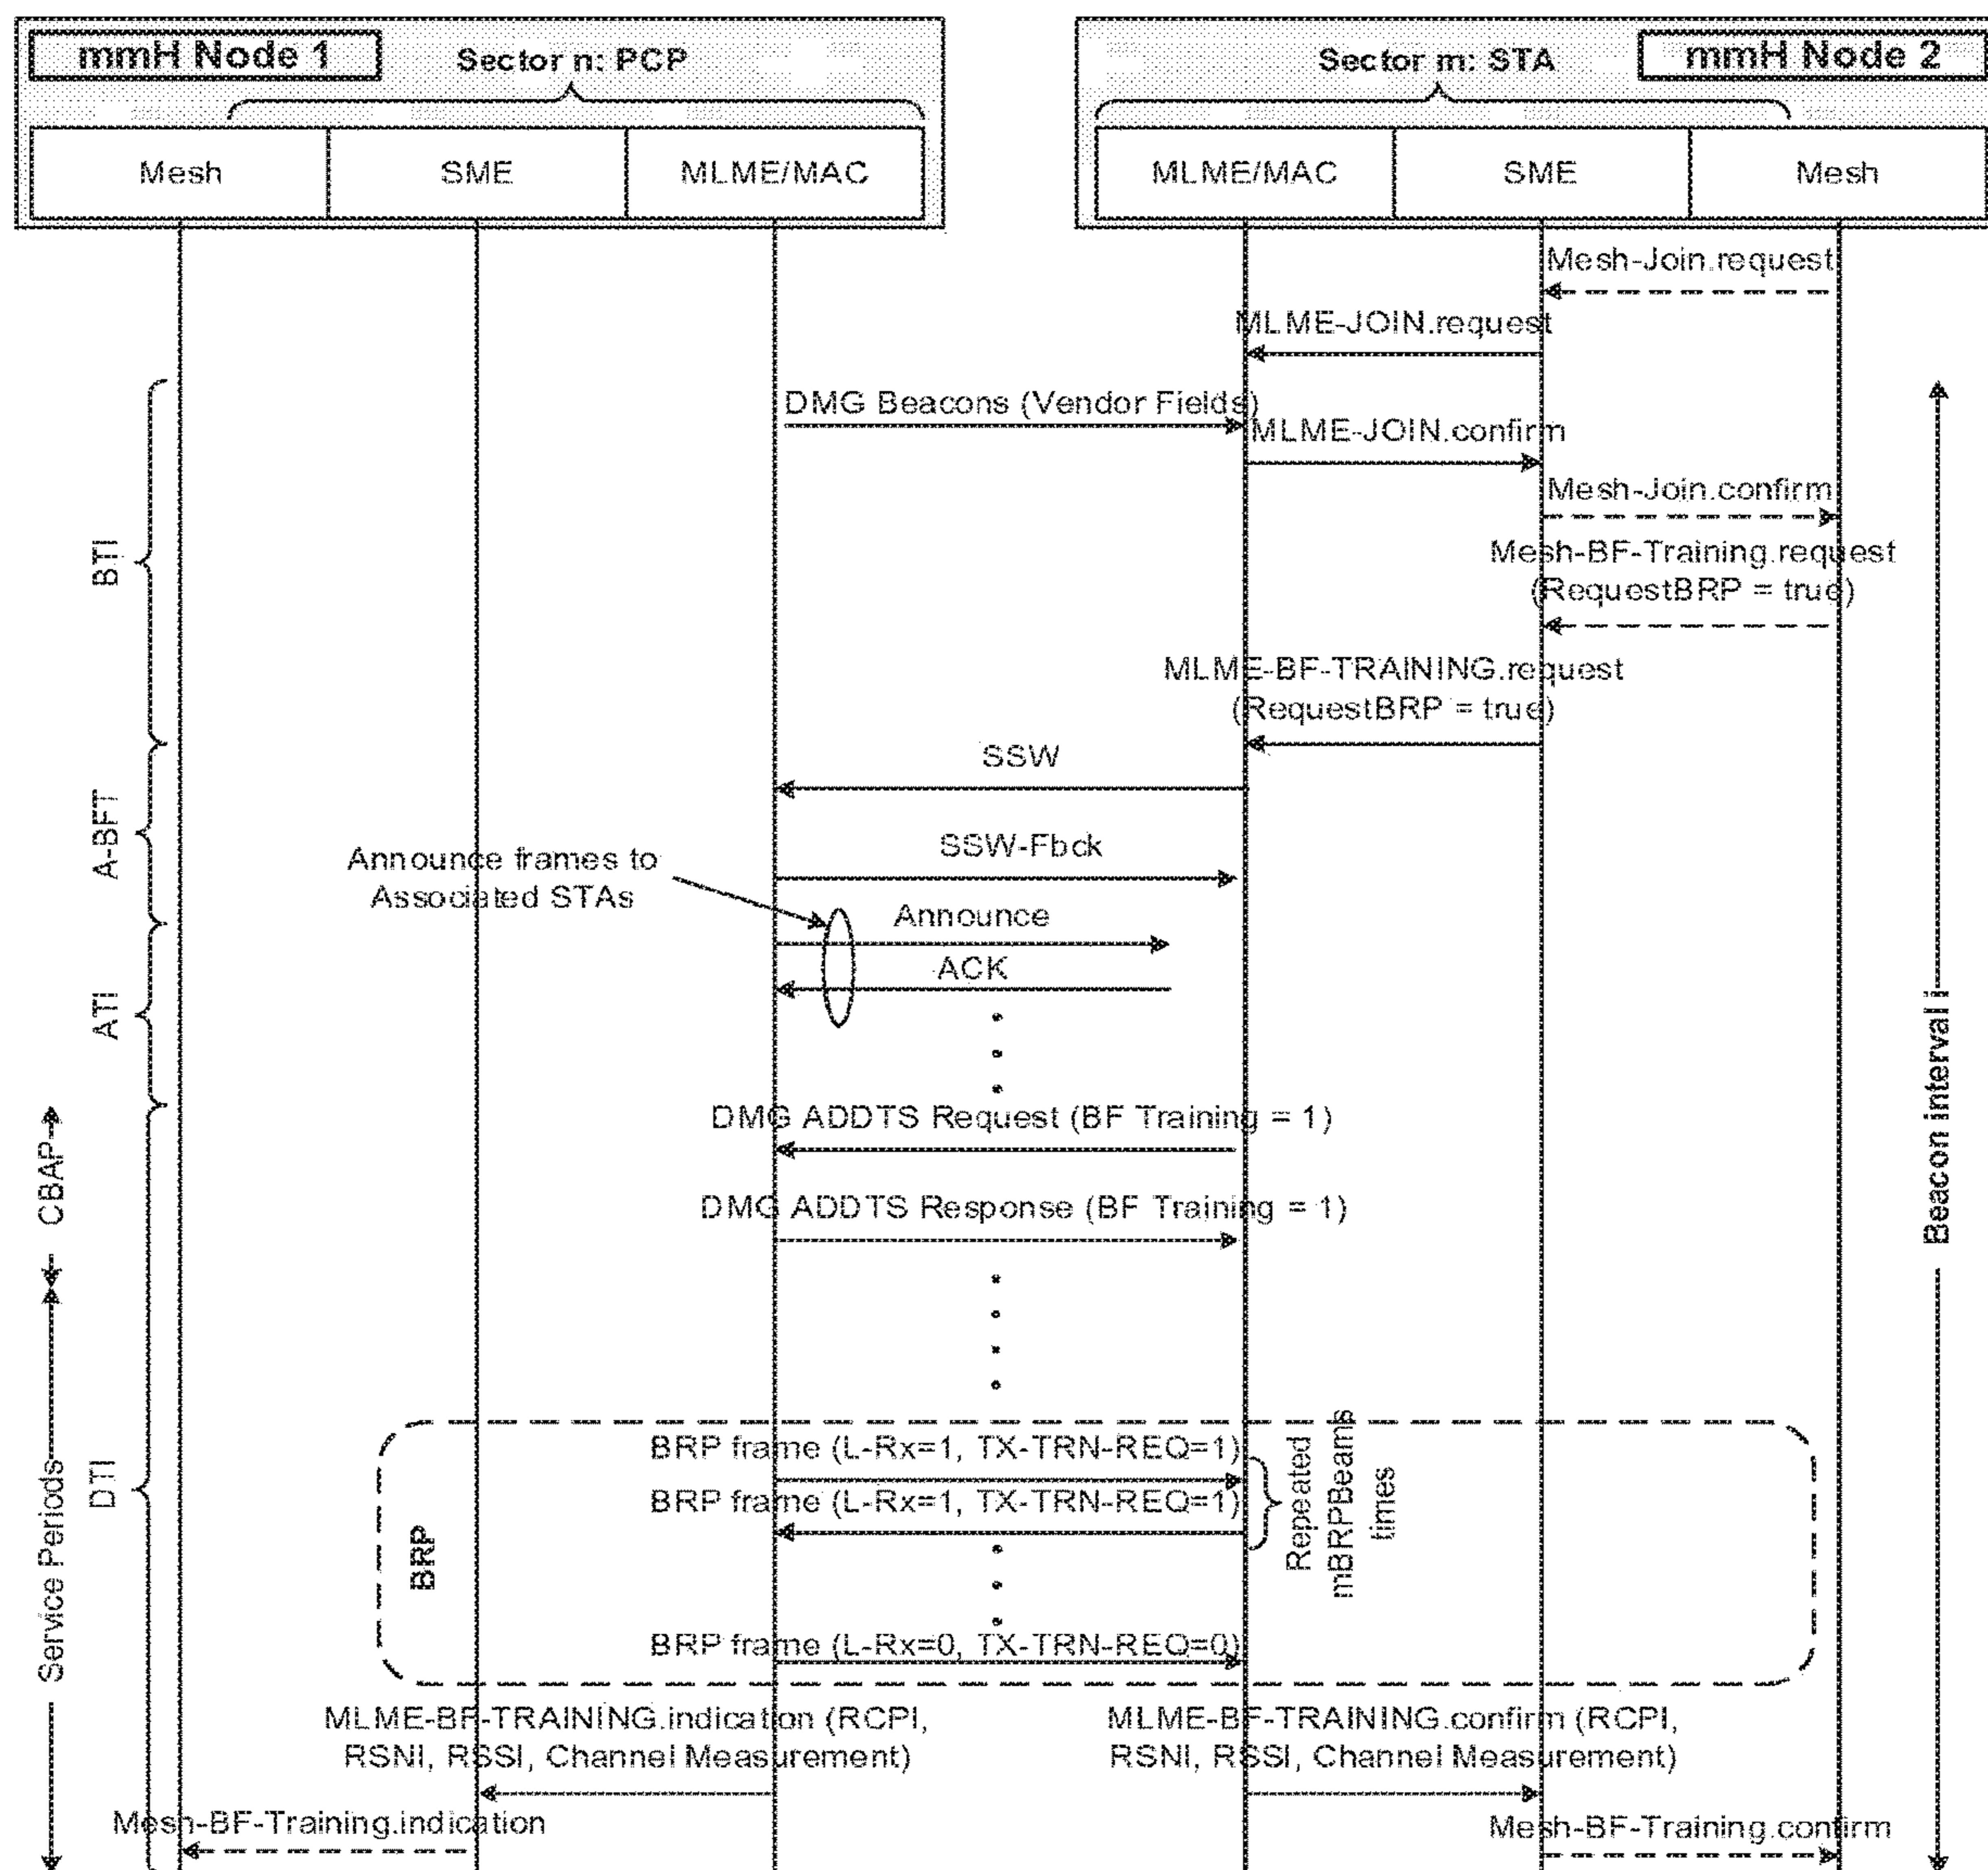 mmH Node 1
Sector n: PCP
Sector m: STA
mmH Node 2
Mesh
SME
MLME/MAC
MLME/MAC
SME
Mesh
Mesh-Join.request
MLME-JOIN.request
DMG Beacons (Vendor Fields)
MLME-JOIN.confirm
Mesh-Join.confirm
BTI
Mesh-BF-Training.request
(RequestBRP = true)
MLME-BF-TRAINING.request
(RequestBRP = true)
SSW
A-BFT
SSW-Fbck
Announce frames to
Associated STAs
Announce
ACK
ATI
Beacon interval i
DMG ADDTS Request (BF Training = 1)
CBAP
DMG ADDTS Response (BF Training = 1)
Service Periods
DTI
BRP
BRP frame (L-Rx=1, TX-TRN-REQ=1)
BRP frame (L-Rx=1, TX-TRN-REQ=1)
Repeated
mBRPBeams
times
BRP frame (L-Rx=0, TX-TRN-REQ=0)
MLME-BF-TRAINING.indication (RCPI,
RSNI, RSSI, Channel Measurement)
MLME-BF-TRAINING.confirm (RCPI,
RSNI, RSSI, Channel Measurement)
Mesh-BF-Training.indication
Mesh-BF-Training.confirm